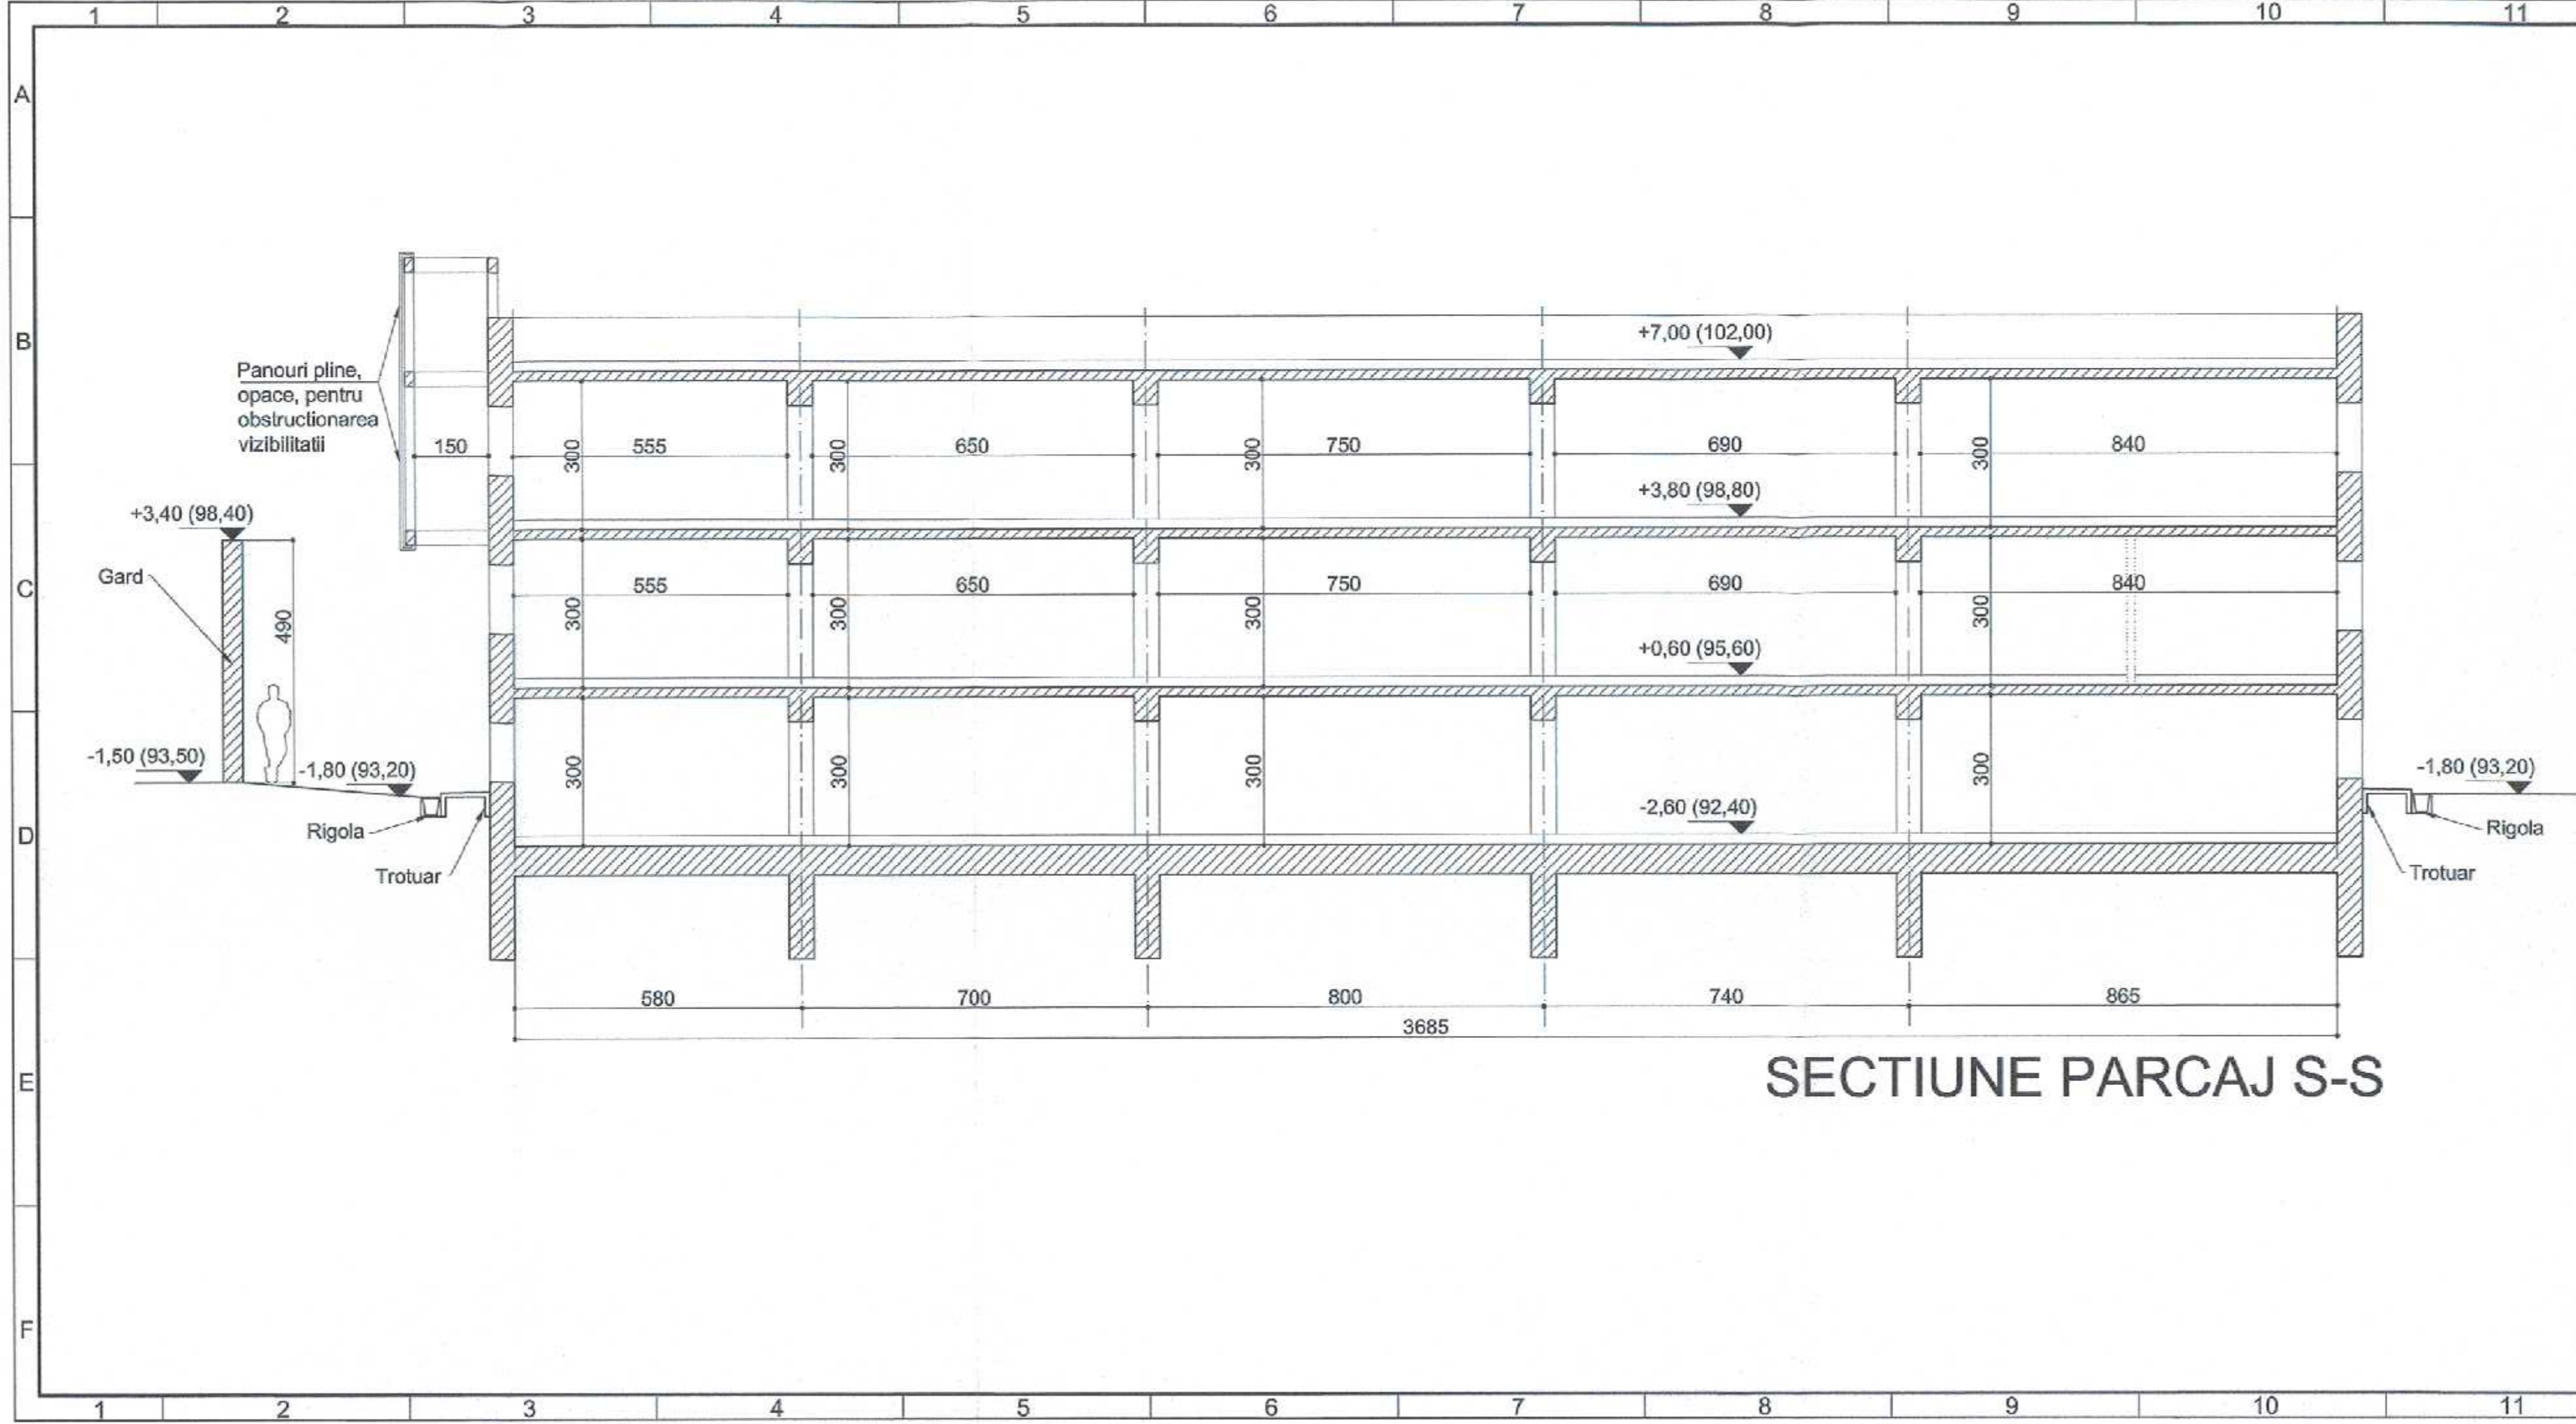 1 2 3 4 5 6 7 8 9 10 11
A
B
C
D
E
F
+7,00 (102,00)
Panouri pline,
opace, pentru
obstructionarea
vizibilitatii
150 300 555 300 650 300 750 690 300 840
+3,80 (98,80)
+3,40 (98,40)
Gard
490
555 650 750 690 840
300 300 300 300
+0,60 (95,60)
-1,50 (93,50)
-1,80 (93,20)
300 300 300 300
-1,80 (93,20)
-2,60 (92,40)
Rigola
Rigola
Trotuar
Trotuar
580 700 800 740 865
3685
SECTIUNE PARCAJ S-S
1 2 3 4 5 6 7 8 9 10 11